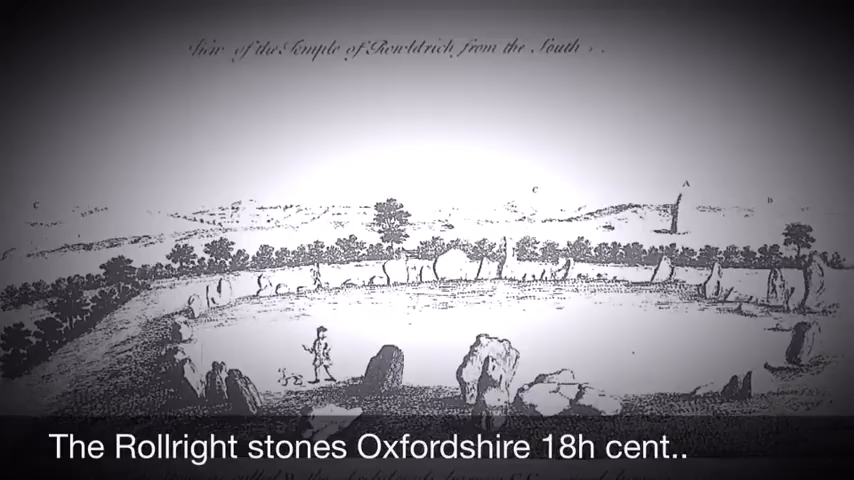 View of the Temple of Rowldrich from the South . .
C
C
A
B
The Rollright stones Oxfordshire 18h cent..